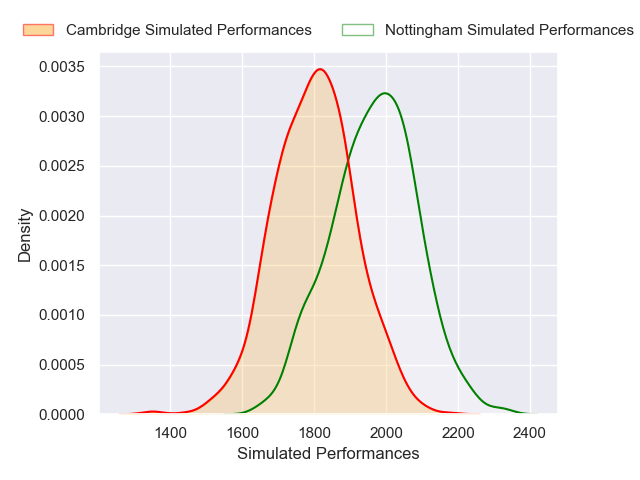 Cambridge Simulated Performances Nottingham Simulated Performances
0.0035
0.0030
0.0025
0.0020
0.0015
0.0010
0.0005
0.0000
Density
1400 1600 1800 2000 2200 2400
Simulated Performances